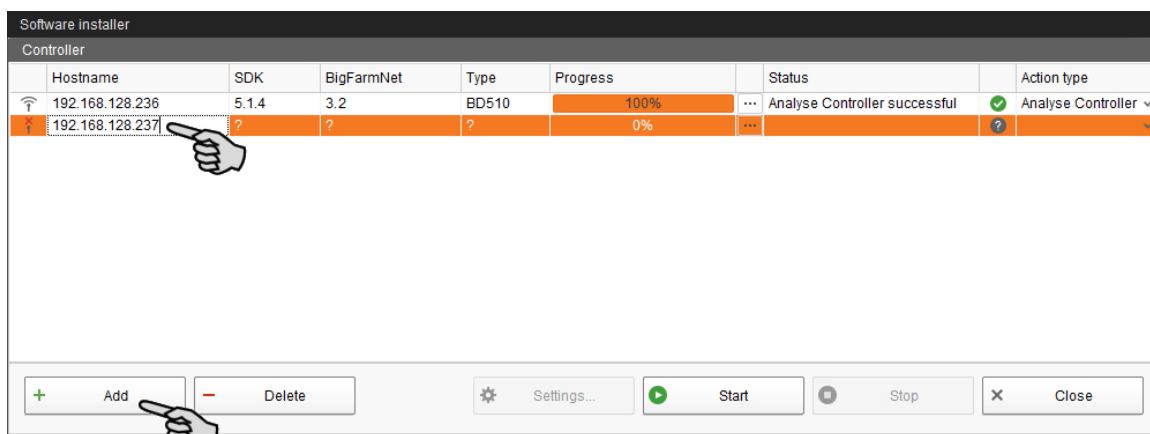 Software installer
Controller
Hostname SDK BigFarmNet Type Progress Status Action type
192.168.128.236 5.1.4 3.2 BD510 100% ... Analyse Controller successful Analyse Controller
192.168.128.237 ? ? ? 0% ... ?
+ Add − Delete Settings... Start Stop × Close